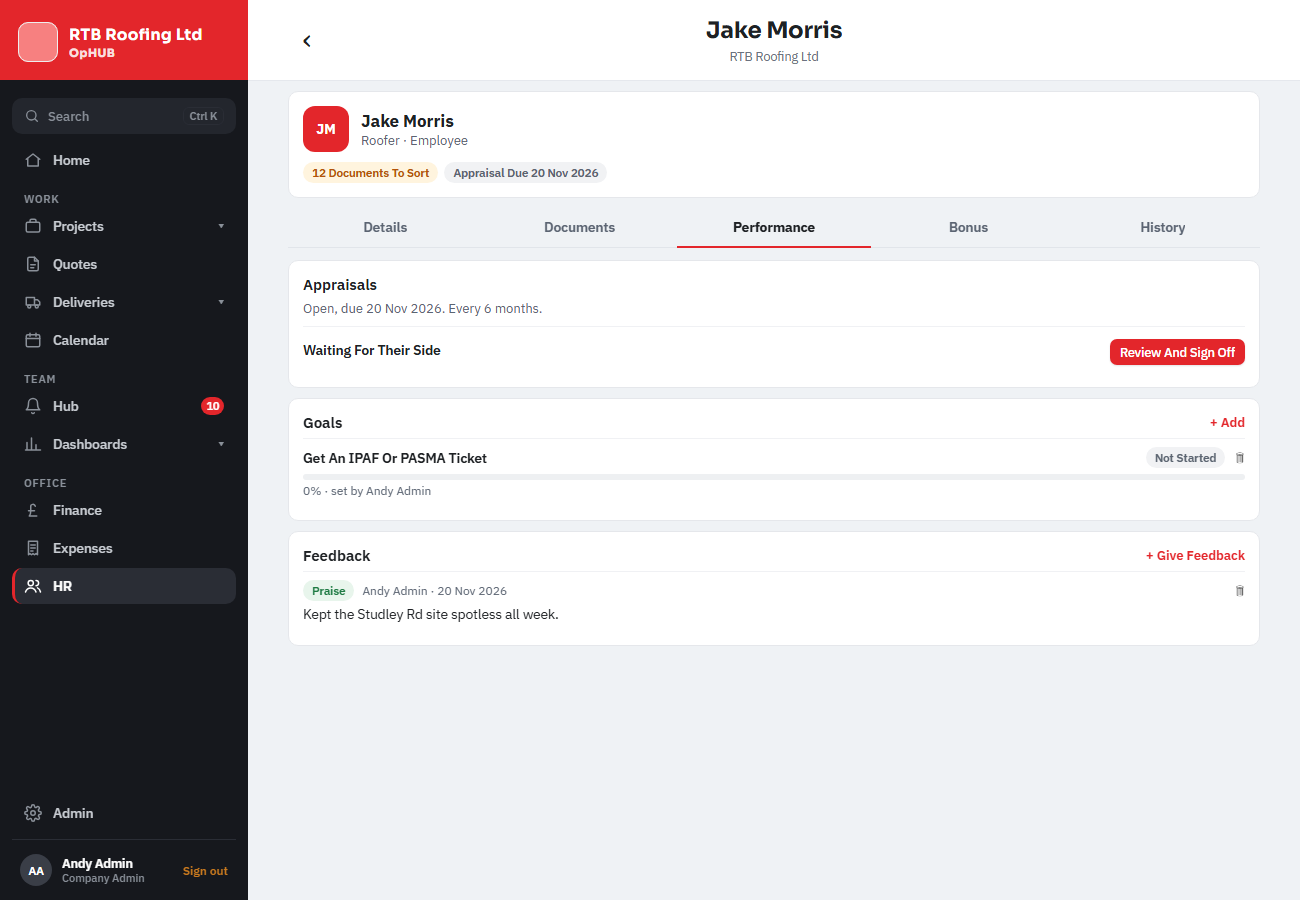 RTB Roofing Ltd
OpHUB
Search
Ctrl K
Home
WORK
Projects
Quotes
Deliveries
Calendar
TEAM
Hub
10
Dashboards
OFFICE
Finance
Expenses
HR
Admin
AA
Andy Admin
Company Admin
Sign out
Jake Morris
RTB Roofing Ltd
JM
Jake Morris
Roofer · Employee
12 Documents To Sort
Appraisal Due 20 Nov 2026
Details
Documents
Performance
Bonus
History
Appraisals
Open, due 20 Nov 2026. Every 6 months.
Waiting For Their Side
Review And Sign Off
Goals
+ Add
Get An IPAF Or PASMA Ticket
Not Started
0% · set by Andy Admin
Feedback
+ Give Feedback
Praise
Andy Admin · 20 Nov 2026
Kept the Studley Rd site spotless all week.